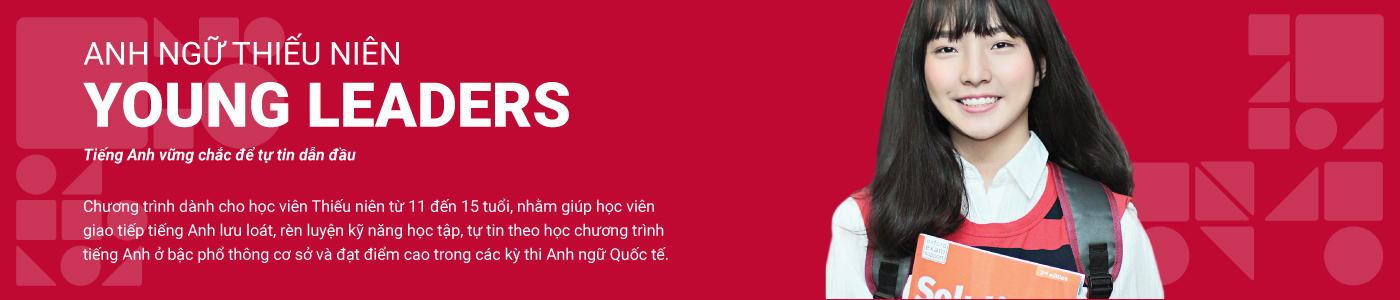 ANH NGỮ THIẾU NIÊN
YOUNG LEADERS
Tiếng Anh vững chắc để tự tin dẫn đầu
Chương trình dành cho học viên Thiếu niên từ 11 đến 15 tuổi, nhằm giúp học viên
giao tiếp tiếng Anh lưu loát, rèn luyện kỹ năng học tập, tự tin theo học chương trình
tiếng Anh ở bậc phổ thông cơ sở và đạt điểm cao trong các kỳ thi Anh ngữ Quốc tế.
oxford
exam
support